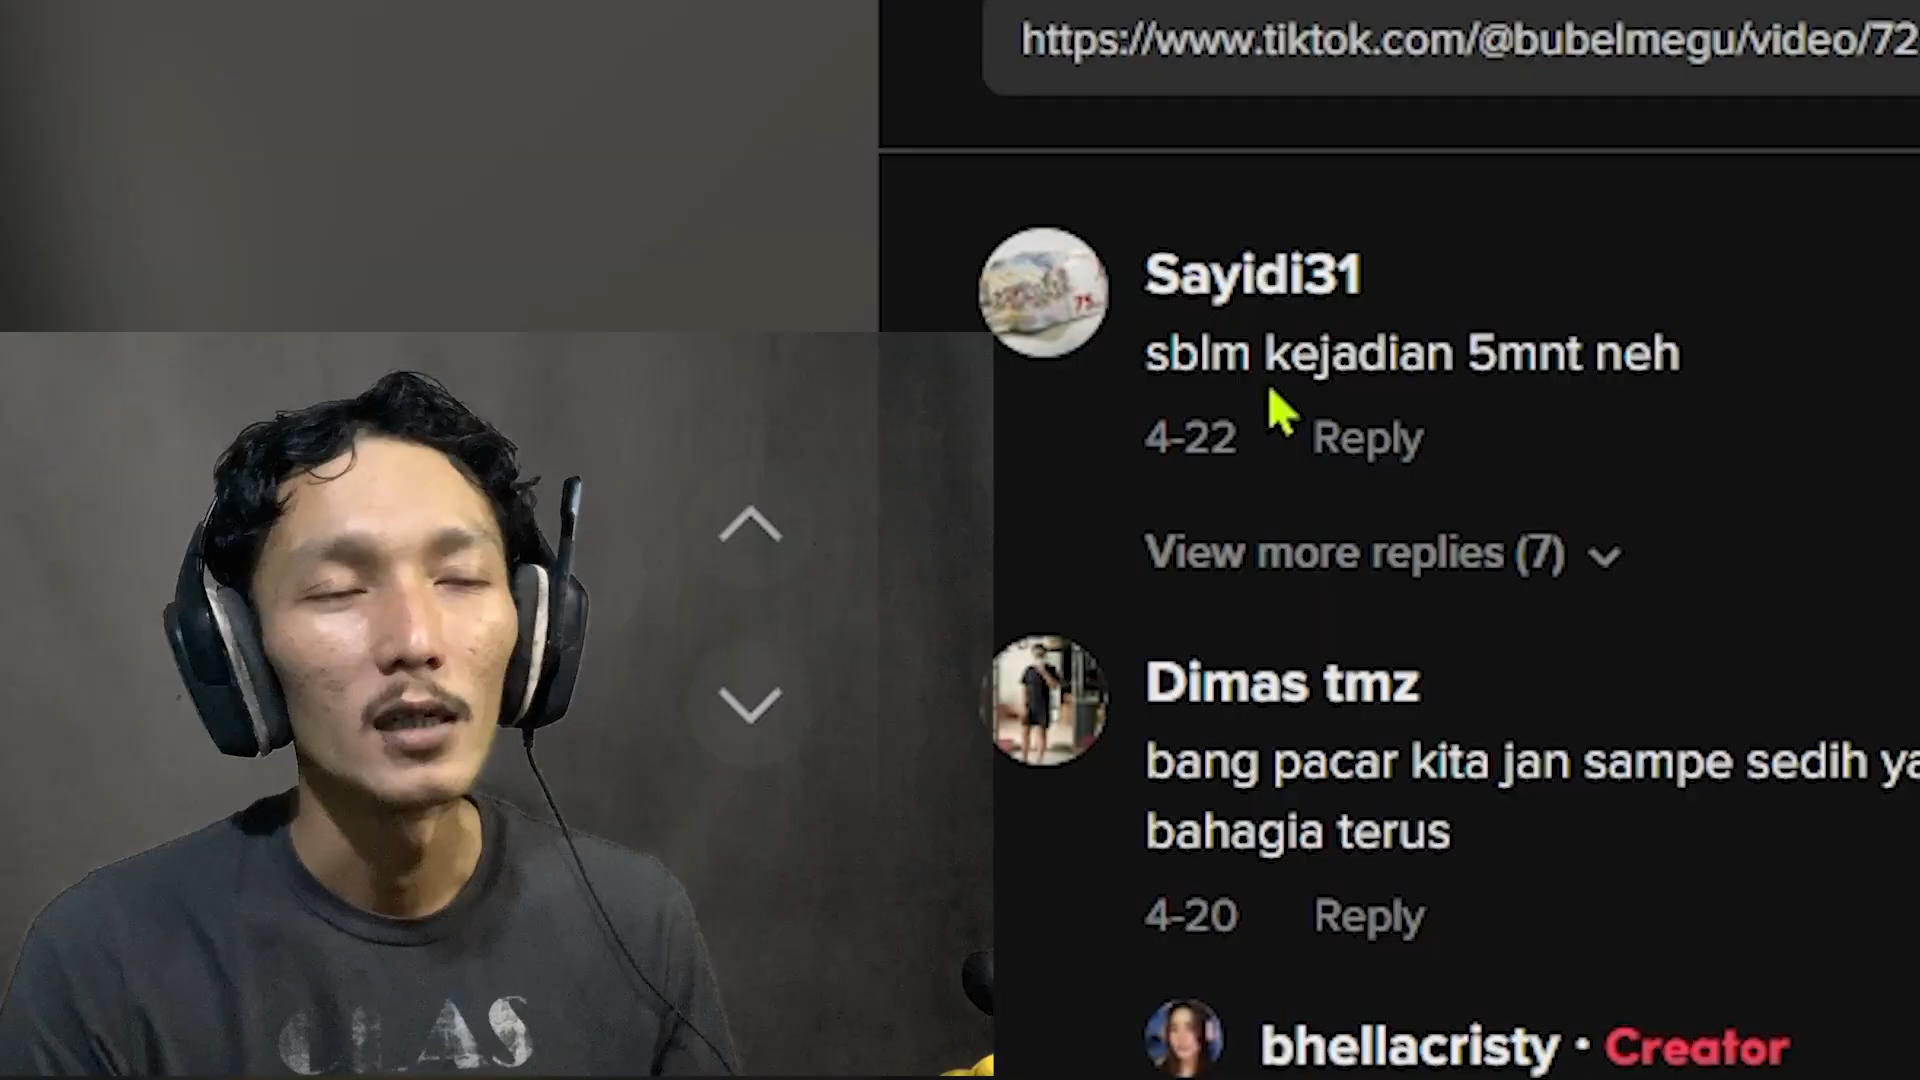 https://www.tiktok.com/@bubelmegu/video/72
Sayidi31
sblm kejadian 5mnt neh
4-22 Reply
View more replies (7)
Dimas tmz
bang pacar kita jan sampe sedih ya
bahagia terus
4-20 Reply
bhellacristy · Creator
75